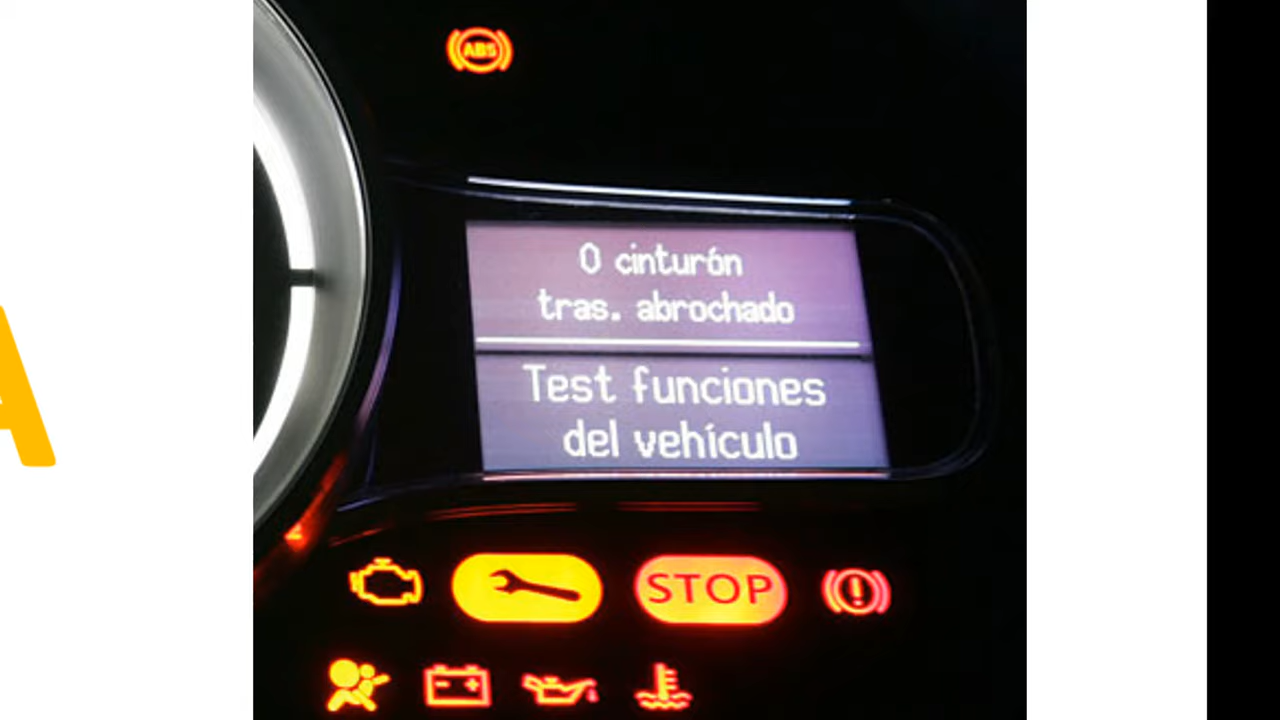 ABS
0 cinturón
tras. abrochado
Test funciones
del vehículo
STOP
A